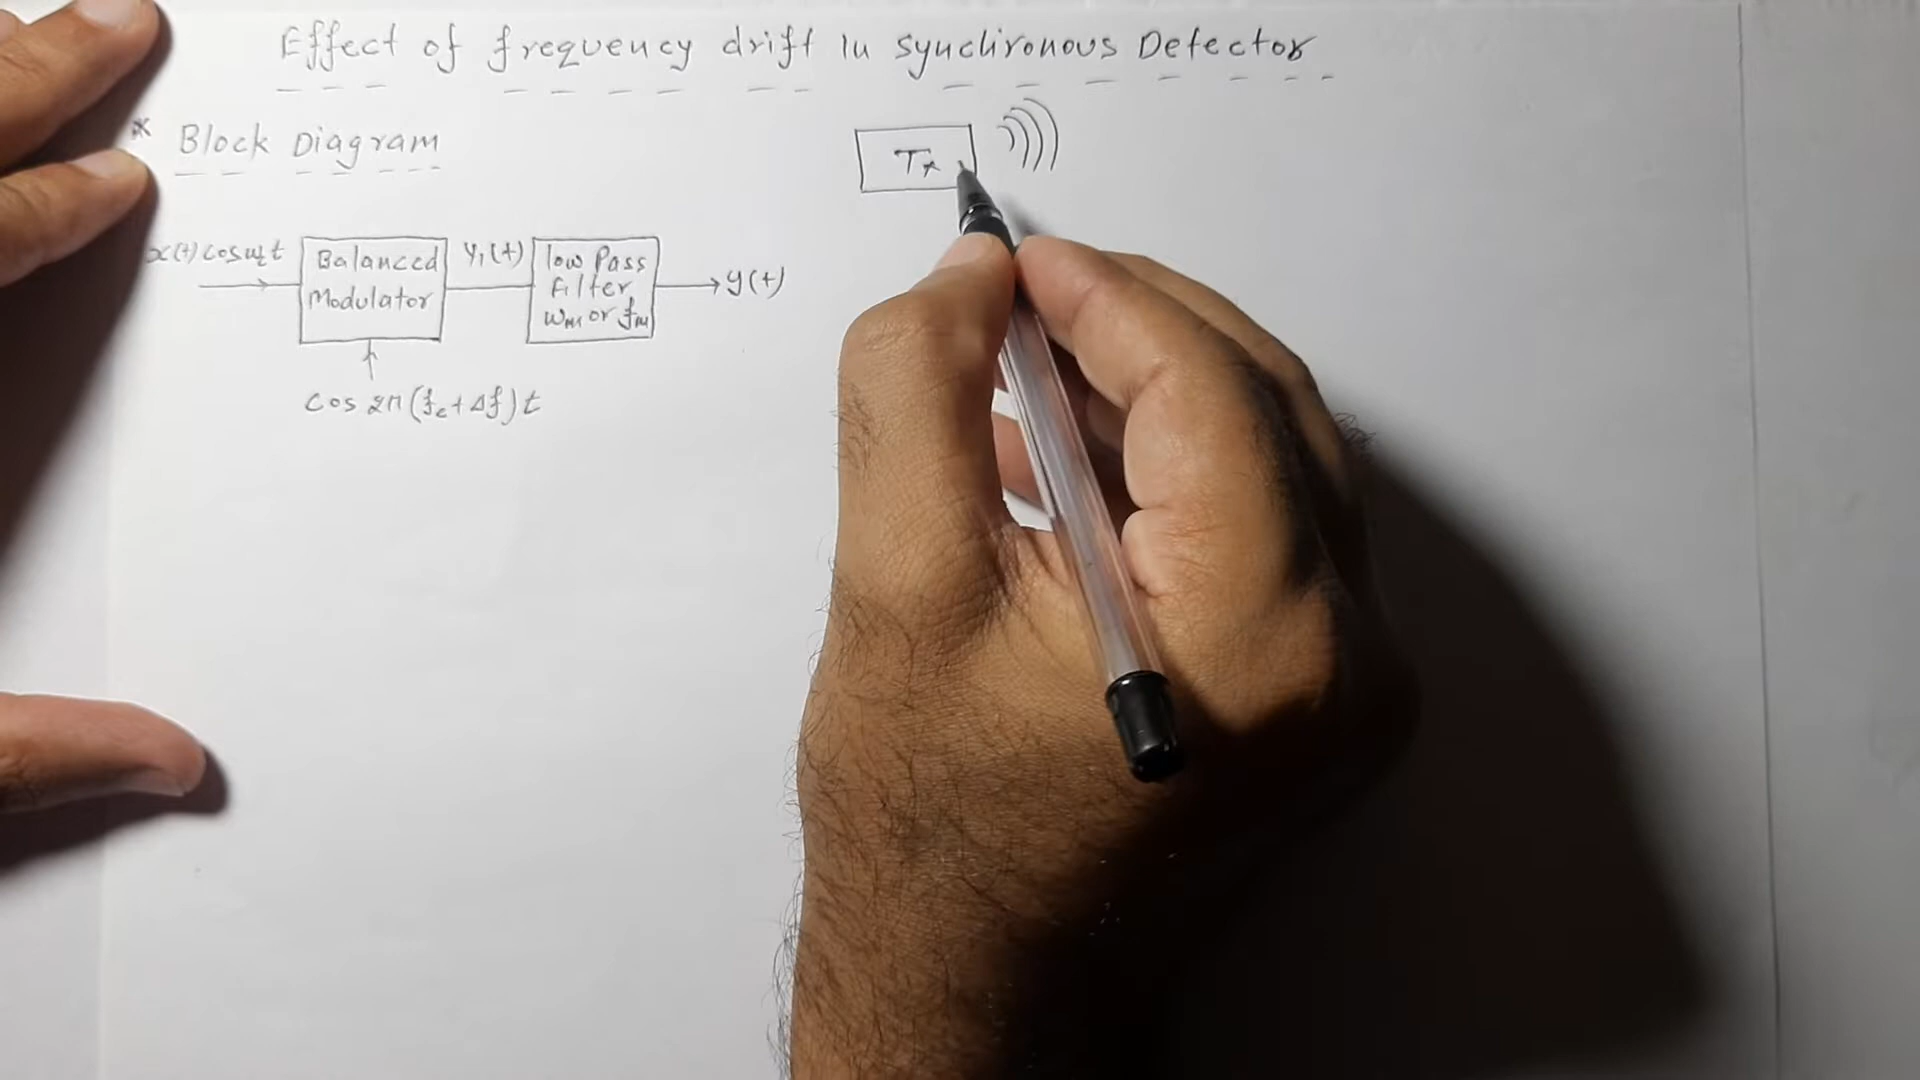 Effect of frequency drift in Synchronous Detector
* Block Diagram
Tx
x(t) cos ωct
Balanced
Modulator
y₁(t)
low Pass
filter
ωM or fM
y(t)
cos 2π(fc+Δf)t